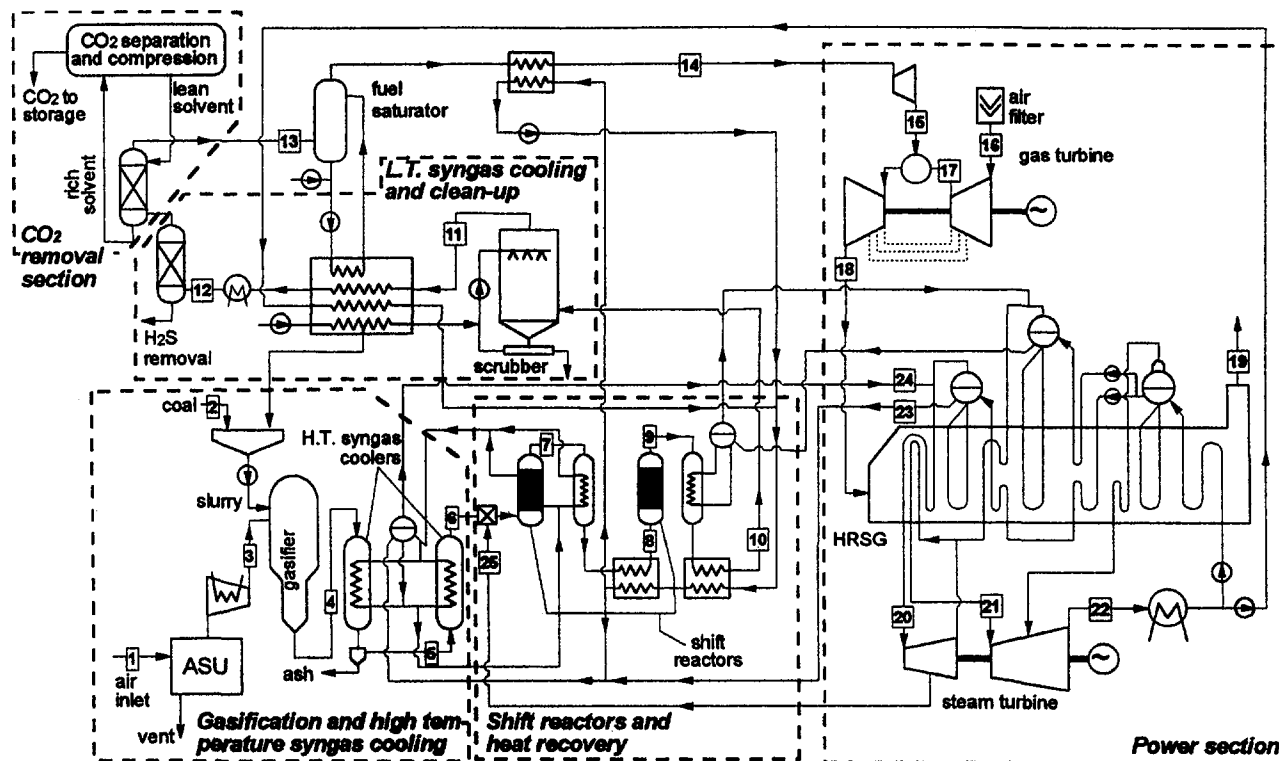 CO2 separation
and compression
CO2 to
storage
lean
solvent
rich
solvent
13
fuel
saturator
14
15
air
filter
16
gas turbine
17
18
L.T. syngas cooling
and clean-up
11
12
CO2
removal
section
H2S
removal
scrubber
19
24
23
coal
2
H.T. syngas
coolers
slurry
gasifier
3
4
5
6
7
9
8
10
25
HRSG
shift
reactors
20
21
22
1
air
inlet
ASU
vent
ash
steam turbine
Gasification and high tem-
perature syngas cooling
Shift reactors and
heat recovery
Power section